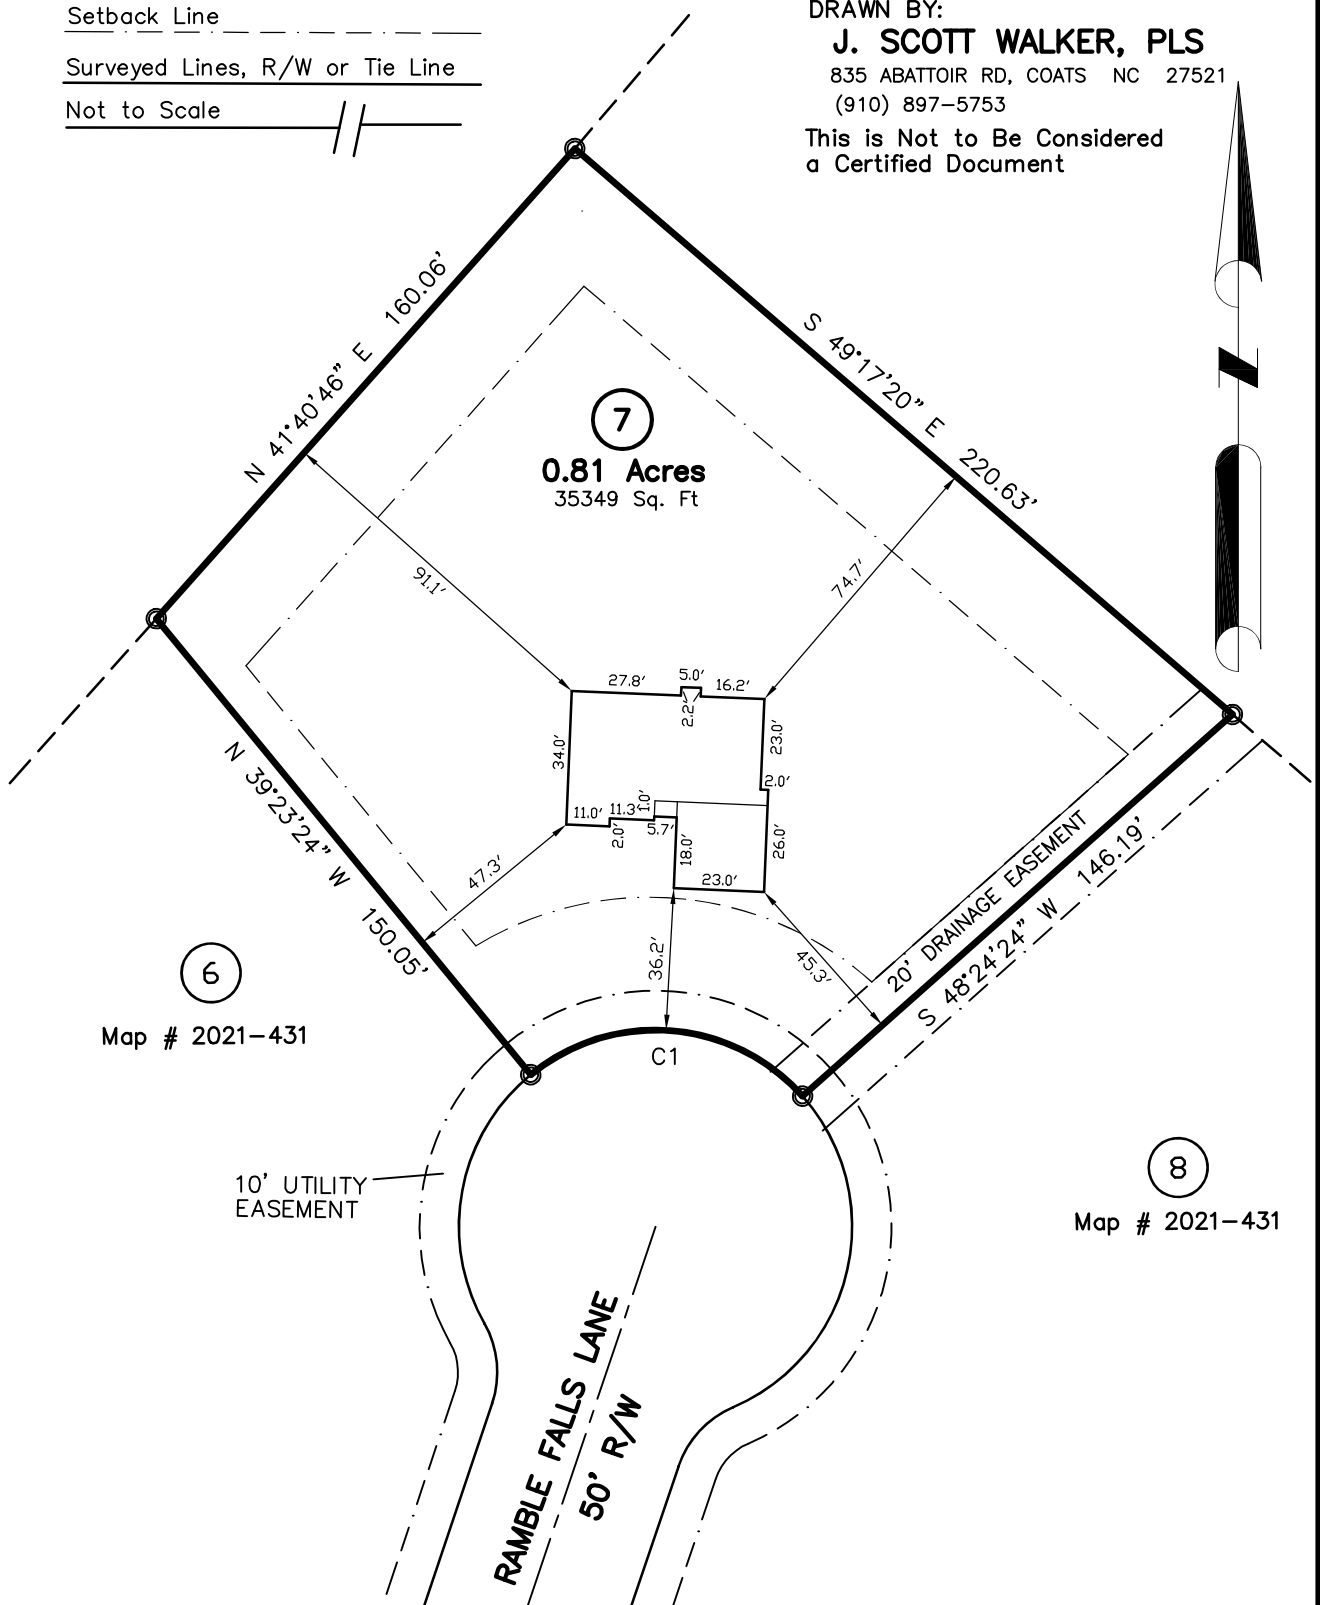 Setback Line
Surveyed Lines, R/W or Tie Line
Not to Scale
DRAWN BY:
J. SCOTT WALKER, PLS
835 ABATTOIR RD, COATS NC 27521
(910) 897-5753
This is Not to Be Considered
a Certified Document
N 41°40'46" E 160.06'
S 49°17'20" E 220.63'
N
7
0.81 Acres
35349 Sq. Ft
91.1'
74.7'
27.8'
5.0'
16.2'
2.2'
34.0'
23.0'
2.0'
11.0'
11.3'
1.0'
2.0'
5.7'
18.0'
26.0'
23.0'
47.3'
36.2'
45.3'
N 39°23'24" W 150.05'
20' DRAINAGE EASEMENT
S 48°24'24" W 146.19'
6
Map # 2021-431
C1
10' UTILITY
EASEMENT
8
Map # 2021-431
RAMBLE FALLS LANE
50' R/W